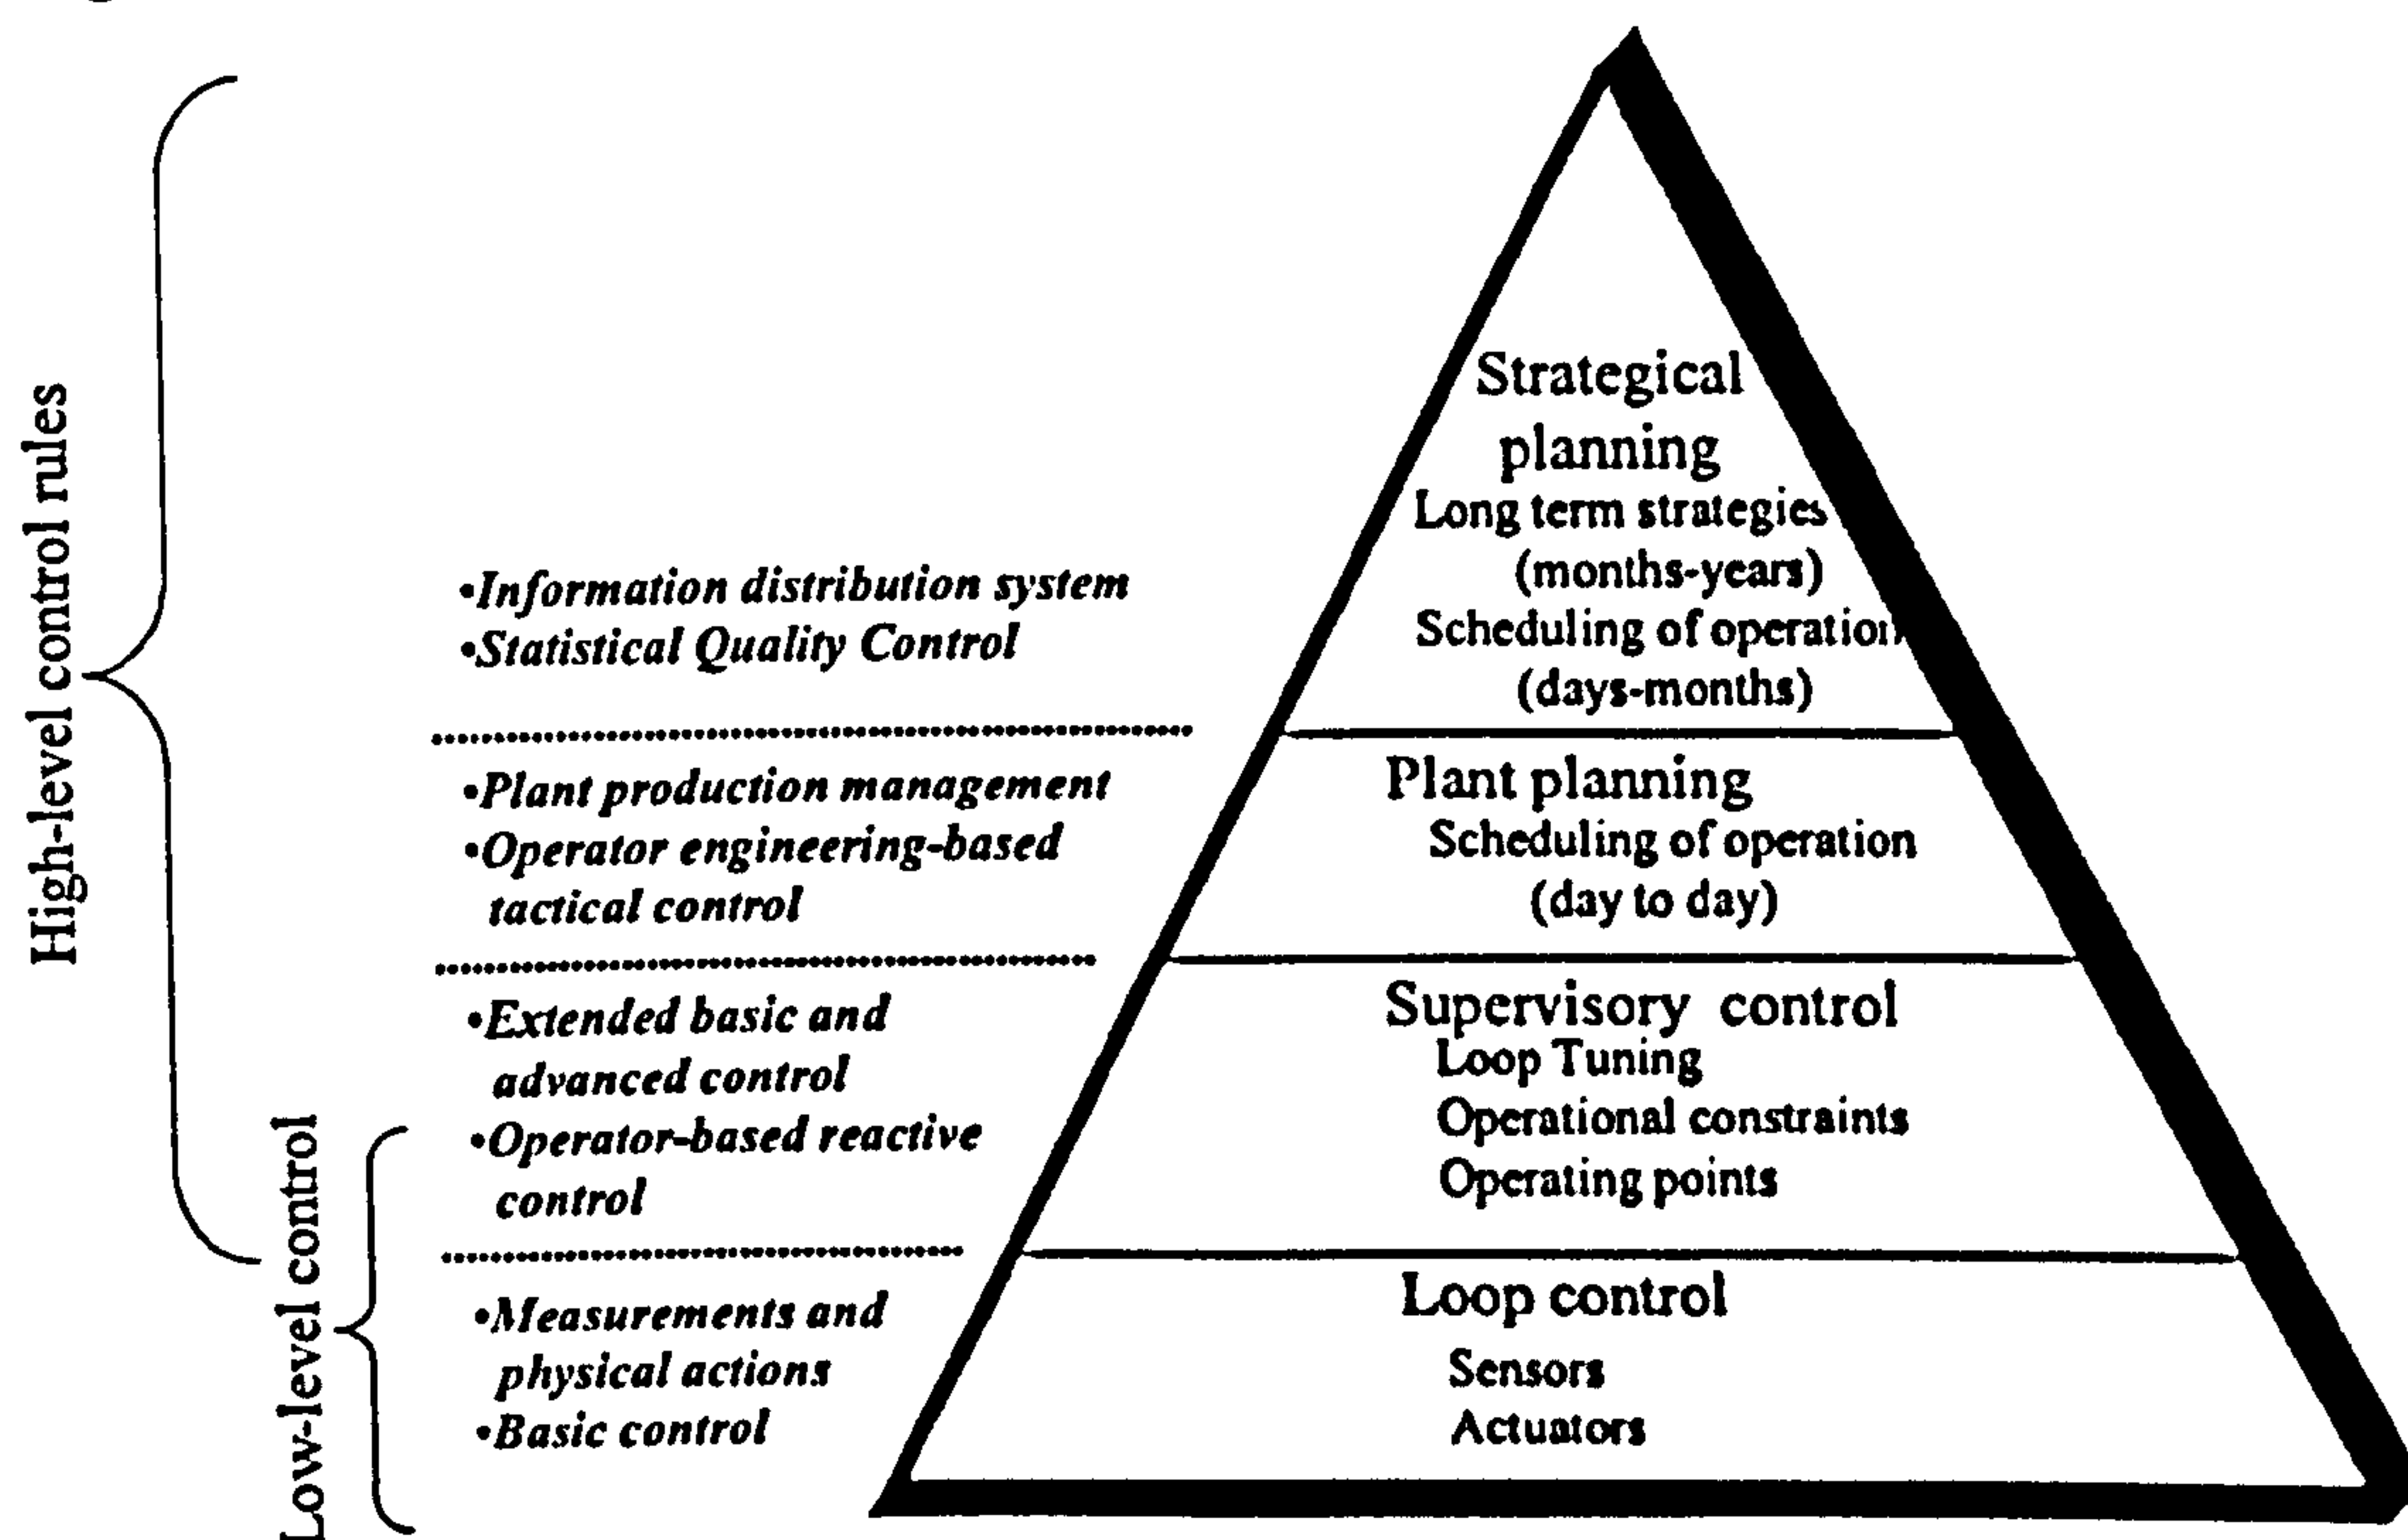 High-level control rules
Low-level control
•Information distribution system
•Statistical Quality Control
•Plant production management
•Operator engineering-based
tactical control
•Extended basic and
advanced control
•Operator-based reactive
control
•Measurements and
physical actions
•Basic control
Strategical
planning
Long term strategies
(months-years)
Scheduling of operation
(days-months)
Plant planning
Scheduling of operation
(day to day)
Supervisory control
Loop Tuning
Operational constraints
Operating points
Loop control
Sensors
Actuators